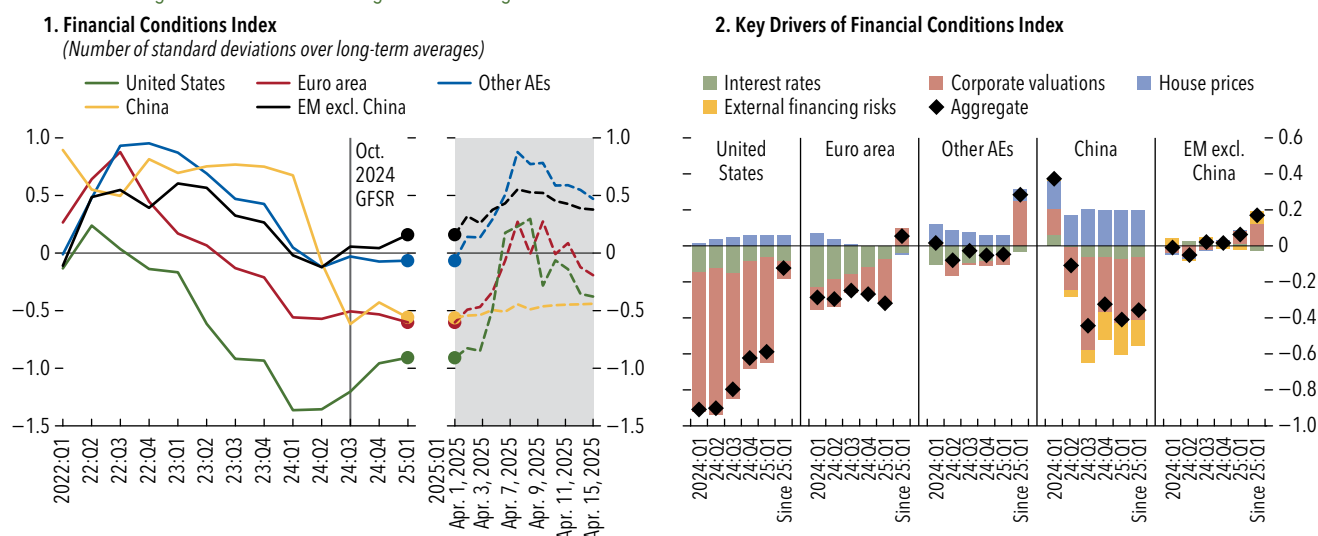 1. Financial Conditions Index
(Number of standard deviations over long-term averages)
United States
Euro area
Other AEs
China
EM excl. China
1.0
0.5
0
−0.5
−1.0
−1.5
Oct.
2024
GFSR
1.0
0.5
0
−0.5
−1.0
−1.5
2022:Q1
22:Q2
22:Q3
22:Q4
23:Q1
23:Q2
23:Q3
23:Q4
24:Q1
24:Q2
24:Q3
24:Q4
25:Q1
2025:Q1
Apr. 1, 2025
Apr. 3, 2025
Apr. 7, 2025
Apr. 9, 2025
Apr. 11, 2025
Apr. 15, 2025
2. Key Drivers of Financial Conditions Index
Interest rates
Corporate valuations
House prices
External financing risks
Aggregate
United
States
Euro area
Other AEs
China
EM excl.
China
0.6
0.4
0.2
0
−0.2
−0.4
−0.6
−0.8
−1.0
2024:Q1
24:Q2
24:Q3
24:Q4
25:Q1
Since 25:Q1
2024:Q1
24:Q2
24:Q3
24:Q4
25:Q1
Since 25:Q1
2024:Q1
24:Q2
24:Q3
24:Q4
25:Q1
Since 25:Q1
2024:Q1
24:Q2
24:Q3
24:Q4
25:Q1
Since 25:Q1
2024:Q1
24:Q2
24:Q3
24:Q4
25:Q1
Since 25:Q1